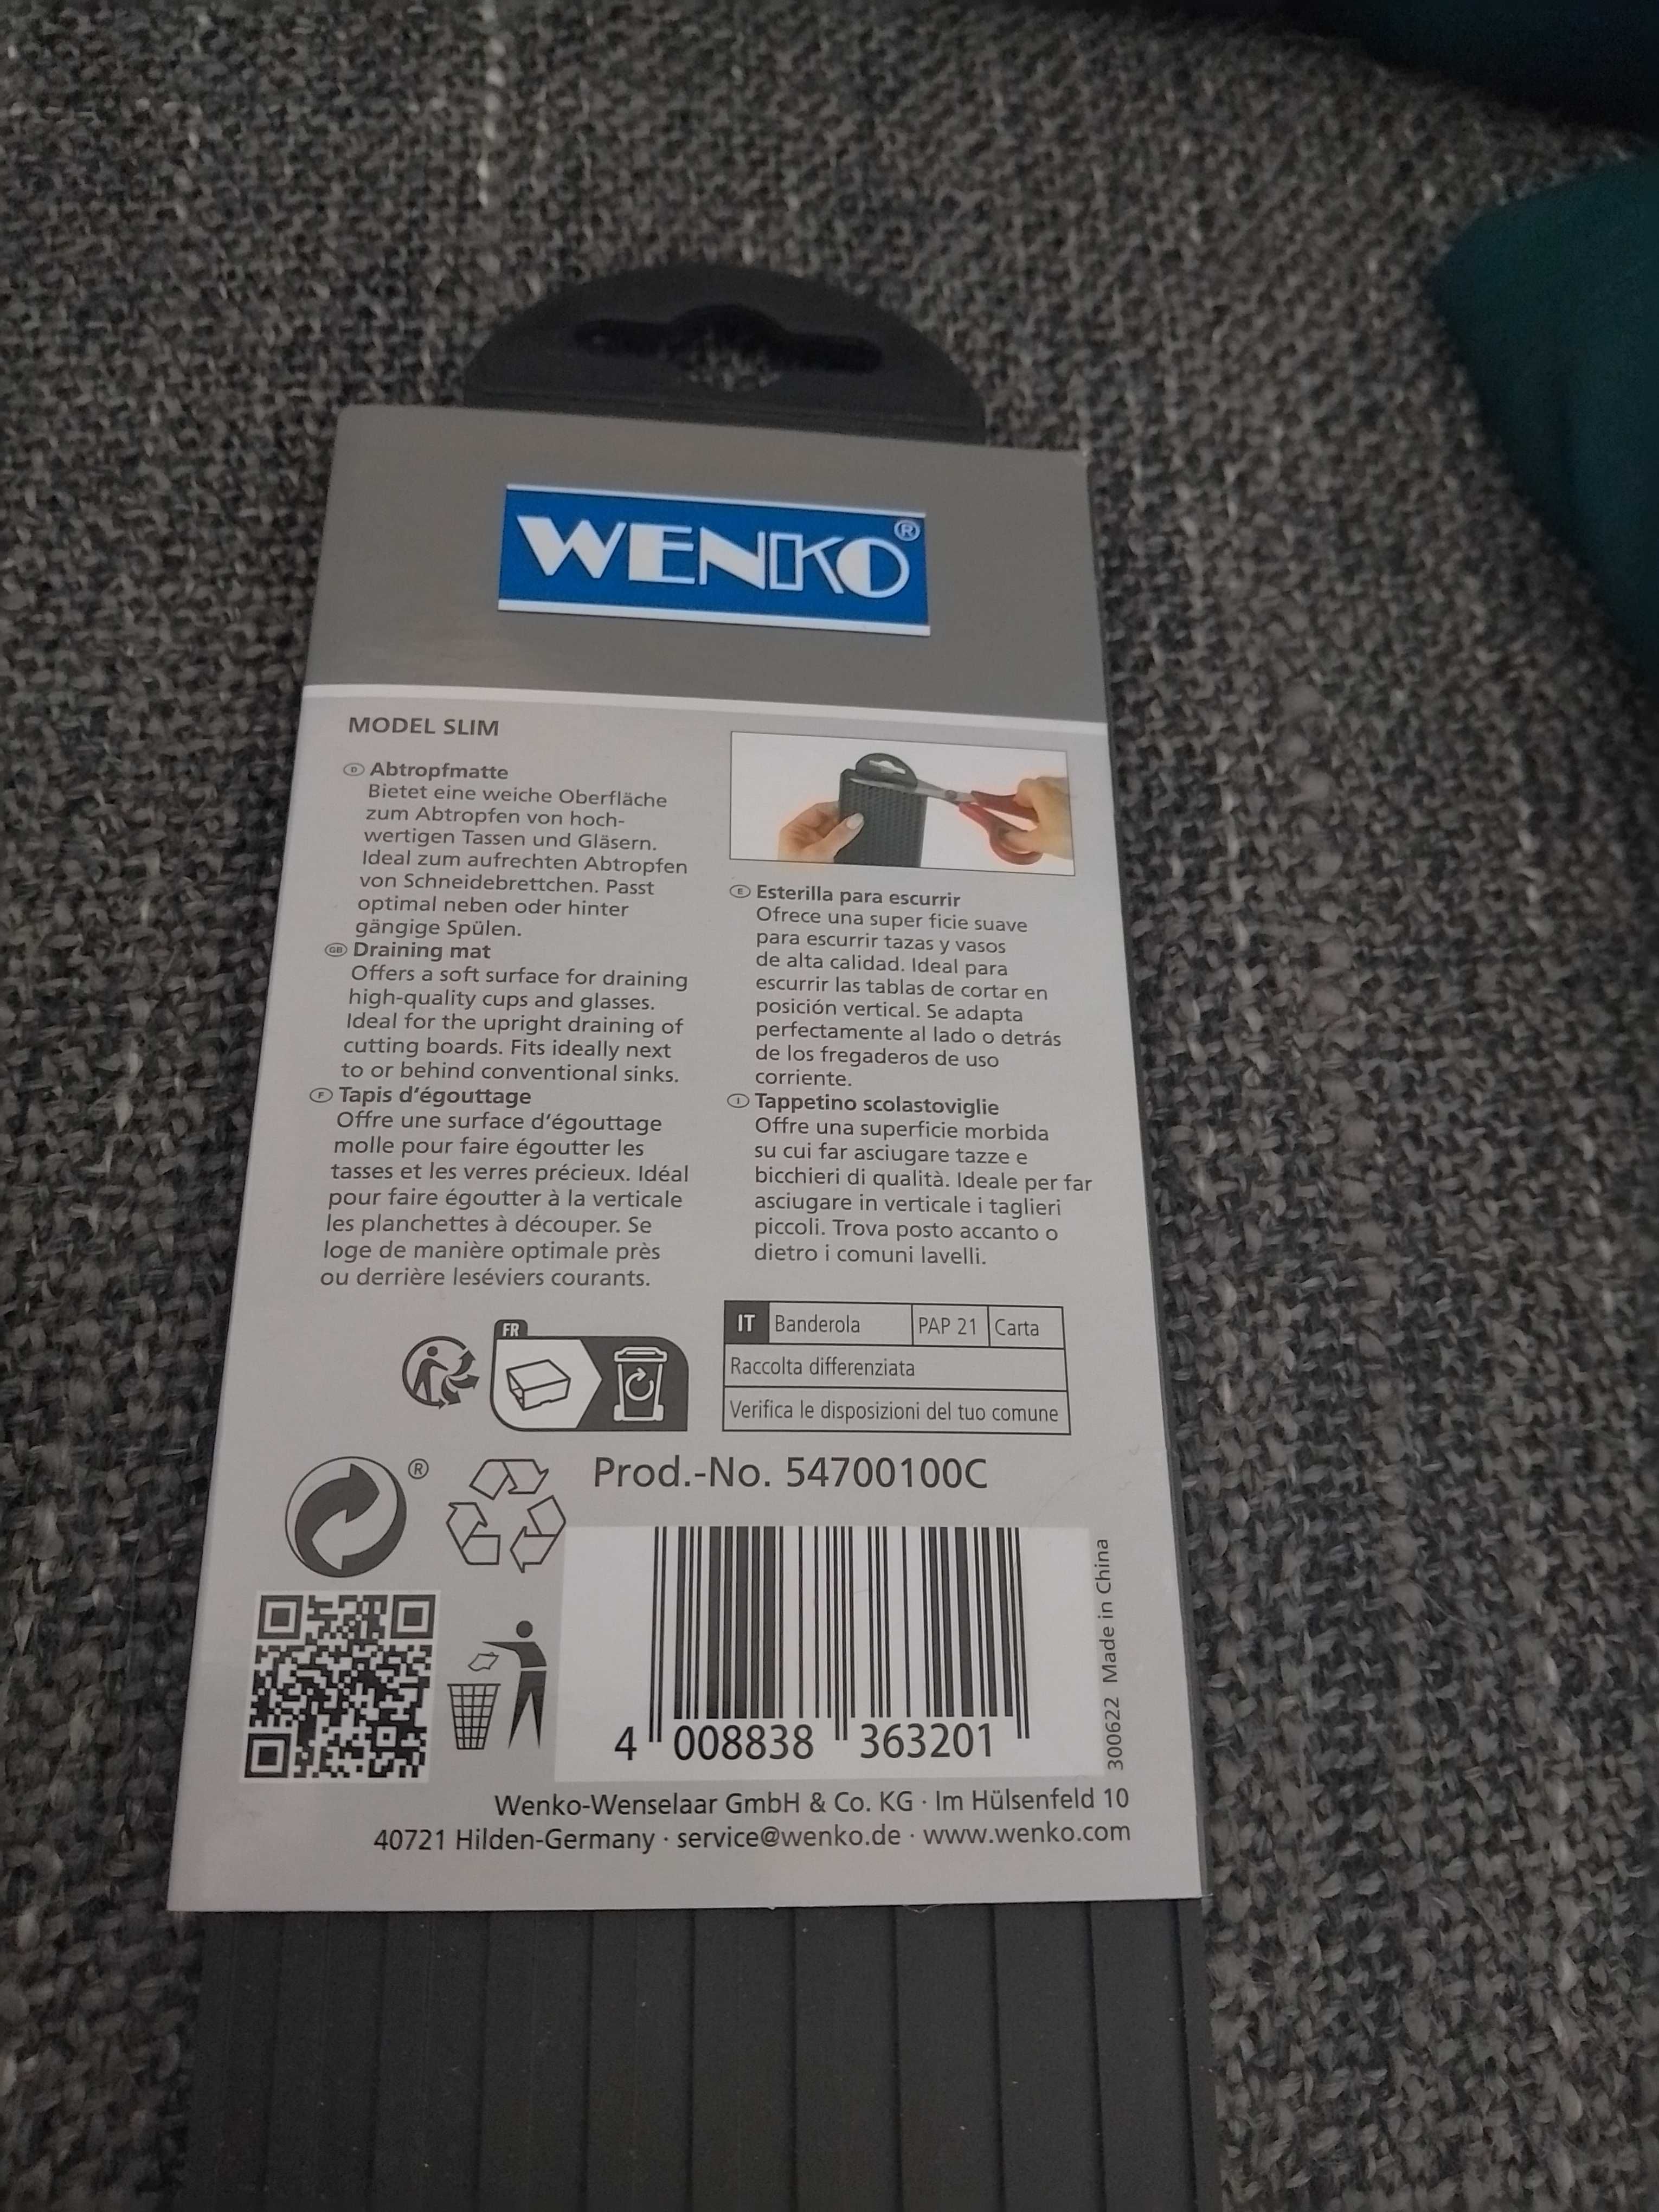 WENKO®
MODEL SLIM
D Abtropfmatte
Bietet eine weiche Oberfläche
zum Abtropfen von hoch-
wertigen Tassen und Gläsern.
Ideal zum aufrechten Abtropfen
von Schneidebrettchen. Passt
optimal neben oder hinter
gängige Spülen.
GB Draining mat
Offers a soft surface for draining
high-quality cups and glasses.
Ideal for the upright draining of
cutting boards. Fits ideally next
to or behind conventional sinks.
F Tapis d'égouttage
Offre une surface d'égouttage
molle pour faire égoutter les
tasses et les verres précieux. Idéal
pour faire égoutter à la verticale
les planchettes à découper. Se
loge de manière optimale près
ou derrière leséviers courants.
E Esterilla para escurrir
Ofrece una super ficie suave
para escurrir tazas y vasos
de alta calidad. Ideal para
escurrir las tablas de cortar en
posición vertical. Se adapta
perfectamente al lado o detrás
de los fregaderos de uso
corriente.
I Tappetino scolastoviglie
Offre una superficie morbida
su cui far asciugare tazze e
bicchieri di qualità. Ideale per far
asciugare in verticale i taglieri
piccoli. Trova posto accanto o
dietro i comuni lavelli.
FR
IT Banderola PAP 21 Carta
Raccolta differenziata
Verifica le disposizioni del tuo comune
®
Prod.-No. 54700100C
4 008838 363201
300622 Made in China
Wenko-Wenselaar GmbH & Co. KG · Im Hülsenfeld 10
40721 Hilden-Germany · service@wenko.de · www.wenko.com